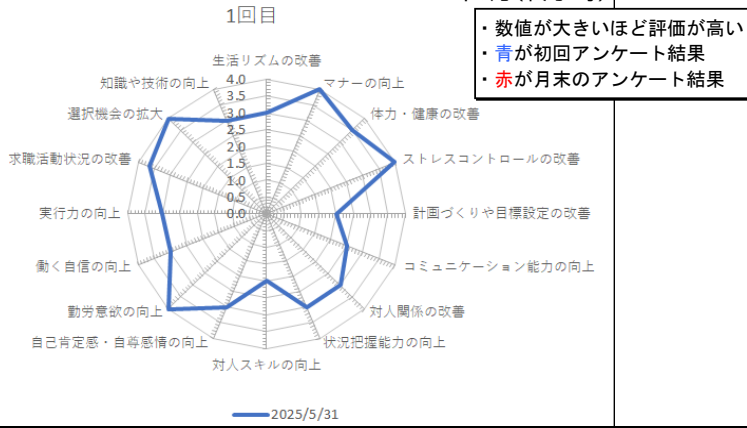 1回目
・数値が大きいほど評価が高い
・青が初回アンケート結果
・赤が月末のアンケート結果
生活リズムの改善
知識や技術の向上
マナーの向上
選択機会の拡大
体力・健康の改善
求職活動状況の改善
ストレスコントロールの改善
実行力の向上
計画づくりや目標設定の改善
働く自信の向上
コミュニケーション能力の向上
勤労意欲の向上
対人関係の改善
自己肯定感・自尊感情の向上
状況把握能力の向上
対人スキルの向上
4.0
3.5
3.0
2.5
2.0
1.5
1.0
0.5
0.0
2025/5/31